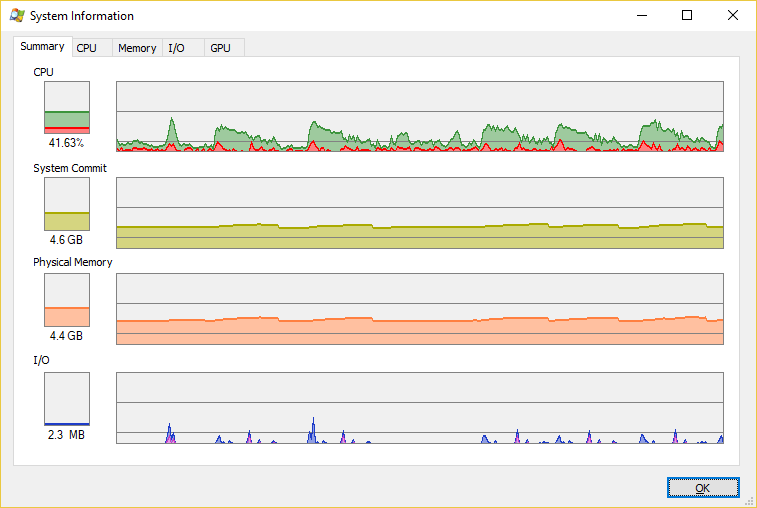 System Information
Summary CPU Memory I/O GPU
CPU
41.63%
System Commit
4.6 GB
Physical Memory
4.4 GB
I/O
2.3 MB
OK